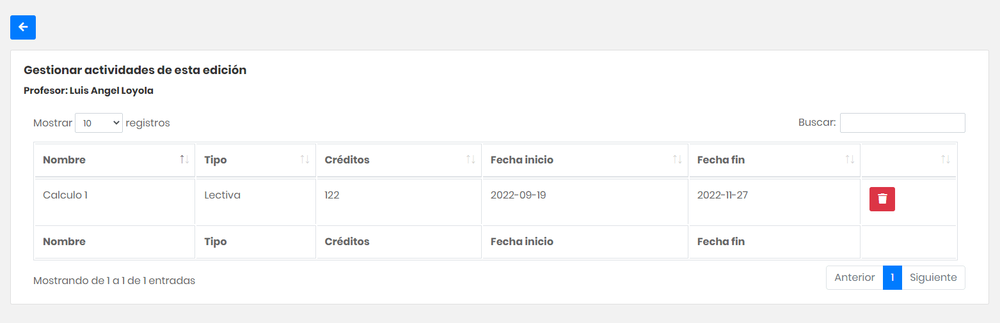 Gestionar actividades de esta edición
Profesor: Luis Angel Loyola
Mostrar 10 registros Buscar:
Nombre Tipo Créditos Fecha inicio Fecha fin
Calculo 1 Lectiva 122 2022-09-19 2022-11-27
Nombre Tipo Créditos Fecha inicio Fecha fin
Mostrando de 1 a 1 de 1 entradas Anterior 1 Siguiente